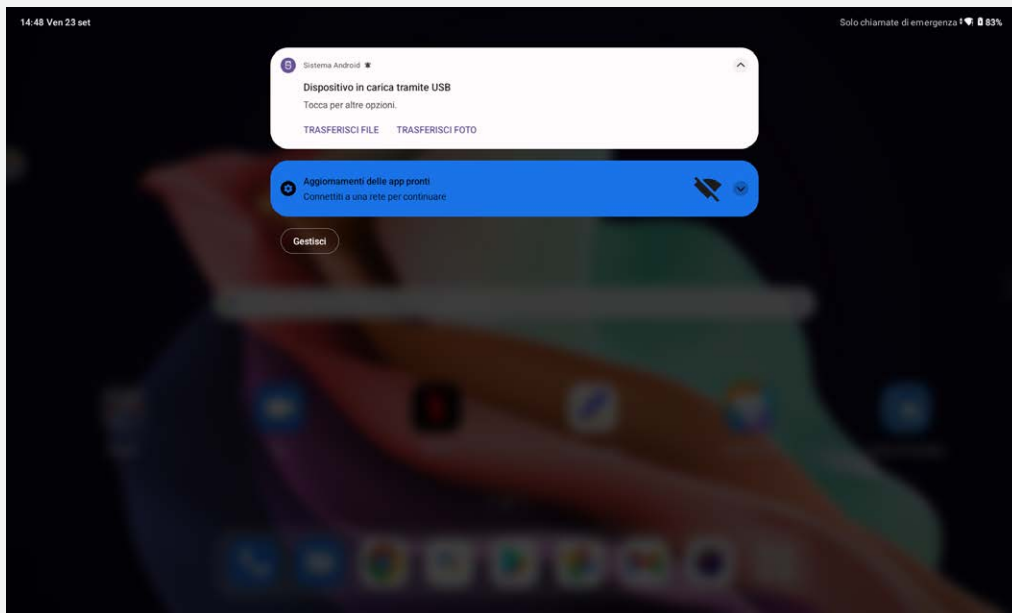 14:48 Ven 23 set
Solo chiamate di emergenza 83%
Sistema Android
Dispositivo in carica tramite USB
Tocca per altre opzioni.
TRASFERISCI FILE TRASFERISCI FOTO
Aggiornamenti delle app pronti
Connettiti a una rete per continuare
Gestisci